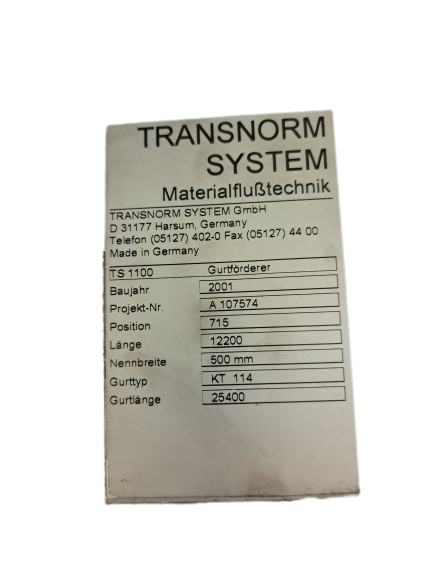 TRANSNORM
SYSTEM
Materialflußtechnik
TRANSNORM SYSTEM GmbH
D 31177 Harsum, Germany
Telefon (05127) 402-0 Fax (05127) 44 00
Made in Germany
TS 1100 Gurtförderer
Baujahr 2001
Projekt-Nr. A 107574
Position 715
Länge 12200
Nennbreite 500 mm
Gurttyp KT 114
Gurtlänge 25400